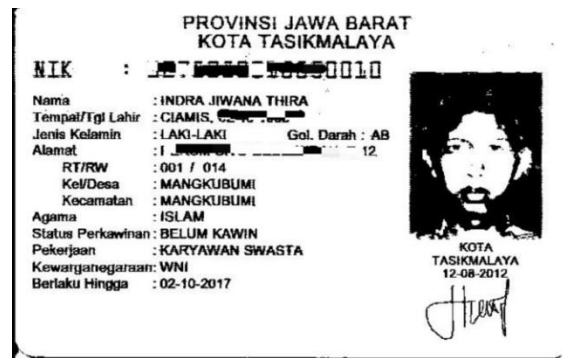 PROVINSI JAWA BARAT
KOTA TASIKMALAYA
NIK :
Nama : INDRA JIWANA THIRA
Tempat/Tgl Lahir : CIAMIS,
Jenis Kelamin : LAKI-LAKI Gol. Darah : AB
Alamat : 12
RT/RW : 001 / 014
Kel/Desa : MANGKUBUMI
Kecamatan : MANGKUBUMI
Agama : ISLAM
Status Perkawinan : BELUM KAWIN
Pekerjaan : KARYAWAN SWASTA
Kewarganegaraan: WNI
Berlaku Hingga : 02-10-2017
KOTA
TASIKMALAYA
12-08-2012